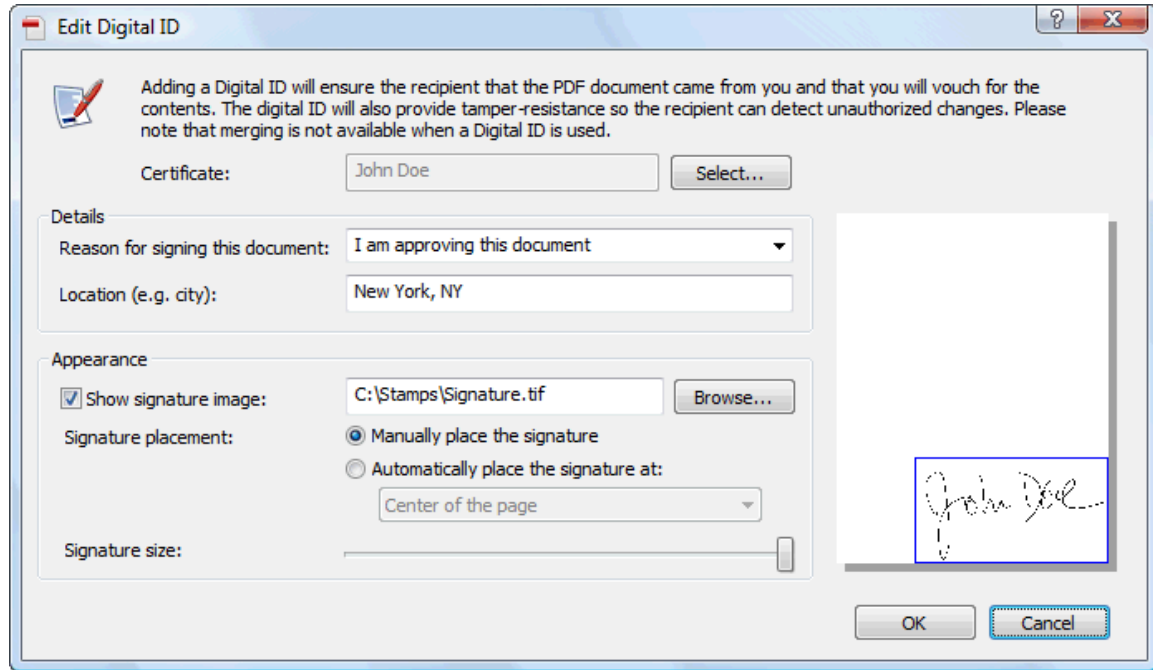 Edit Digital ID
Adding a Digital ID will ensure the recipient that the PDF document came from you and that you will vouch for the
contents. The digital ID will also provide tamper-resistance so the recipient can detect unauthorized changes. Please
note that merging is not available when a Digital ID is used.
Certificate: John Doe Select...
Details
Reason for signing this document: I am approving this document
Location (e.g. city): New York, NY
Appearance
Show signature image: C:\Stamps\Signature.tif Browse...
Signature placement: Manually place the signature
Automatically place the signature at:
Center of the page
John Doe
Signature size:
OK Cancel